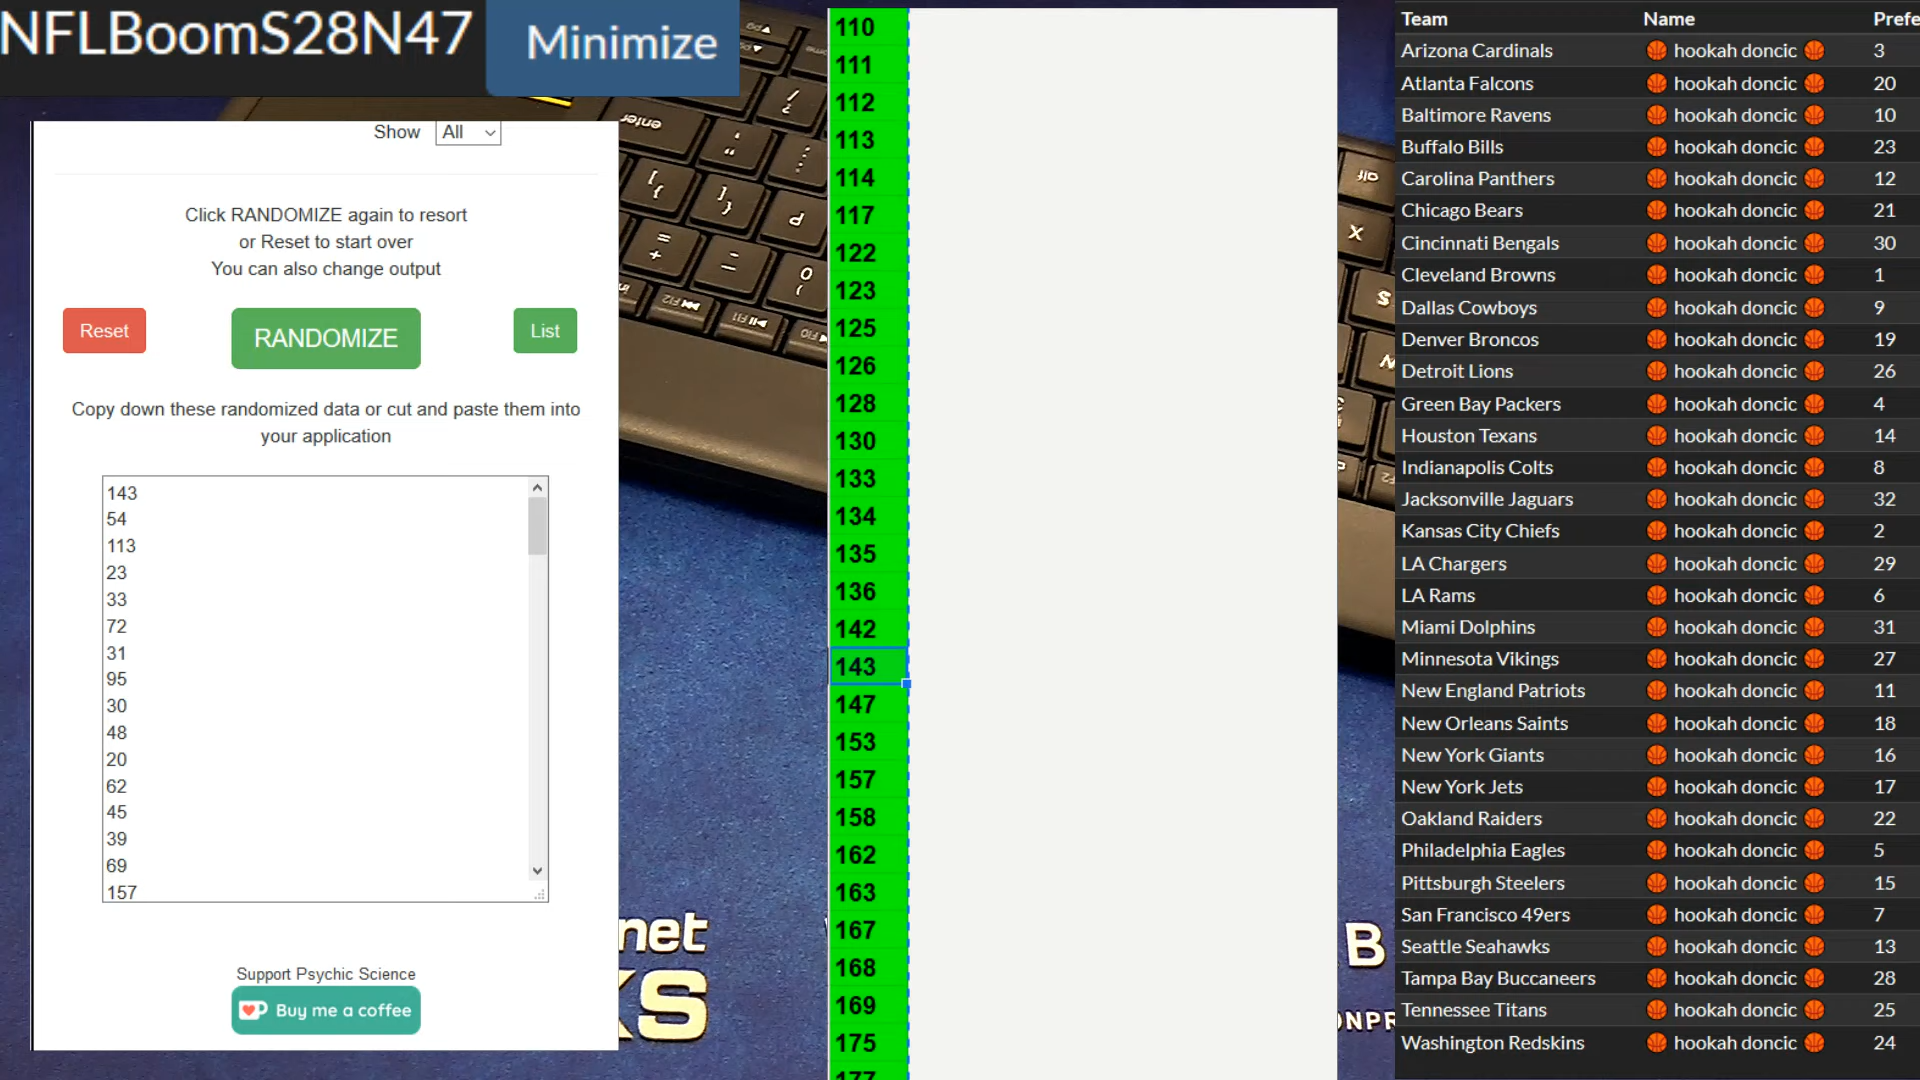 NFLBoomS28N47
Minimize
Show All
Click RANDOMIZE again to resort
or Reset to start over
You can also change output
Reset
RANDOMIZE
List
Copy down these randomized data or cut and paste them into
your application
143
54
113
23
33
72
31
95
30
48
20
62
45
39
69
157
Support Psychic Science
Buy me a coffee
110
111
112
113
114
117
122
123
125
126
128
130
133
134
135
136
142
143
147
153
157
158
162
163
167
168
169
175
177
enter
net
KS
B
Team Name Prefe
Arizona Cardinals 🏀 hookah doncic 🏀 3
Atlanta Falcons 🏀 hookah doncic 🏀 20
Baltimore Ravens 🏀 hookah doncic 🏀 10
Buffalo Bills 🏀 hookah doncic 🏀 23
Carolina Panthers 🏀 hookah doncic 🏀 12
Chicago Bears 🏀 hookah doncic 🏀 21
Cincinnati Bengals 🏀 hookah doncic 🏀 30
Cleveland Browns 🏀 hookah doncic 🏀 1
Dallas Cowboys 🏀 hookah doncic 🏀 9
Denver Broncos 🏀 hookah doncic 🏀 19
Detroit Lions 🏀 hookah doncic 🏀 26
Green Bay Packers 🏀 hookah doncic 🏀 4
Houston Texans 🏀 hookah doncic 🏀 14
Indianapolis Colts 🏀 hookah doncic 🏀 8
Jacksonville Jaguars 🏀 hookah doncic 🏀 32
Kansas City Chiefs 🏀 hookah doncic 🏀 2
LA Chargers 🏀 hookah doncic 🏀 29
LA Rams 🏀 hookah doncic 🏀 6
Miami Dolphins 🏀 hookah doncic 🏀 31
Minnesota Vikings 🏀 hookah doncic 🏀 27
New England Patriots 🏀 hookah doncic 🏀 11
New Orleans Saints 🏀 hookah doncic 🏀 18
New York Giants 🏀 hookah doncic 🏀 16
New York Jets 🏀 hookah doncic 🏀 17
Oakland Raiders 🏀 hookah doncic 🏀 22
Philadelphia Eagles 🏀 hookah doncic 🏀 5
Pittsburgh Steelers 🏀 hookah doncic 🏀 15
San Francisco 49ers 🏀 hookah doncic 🏀 7
Seattle Seahawks 🏀 hookah doncic 🏀 13
Tampa Bay Buccaneers 🏀 hookah doncic 🏀 28
Tennessee Titans 🏀 hookah doncic 🏀 25
Washington Redskins 🏀 hookah doncic 🏀 24